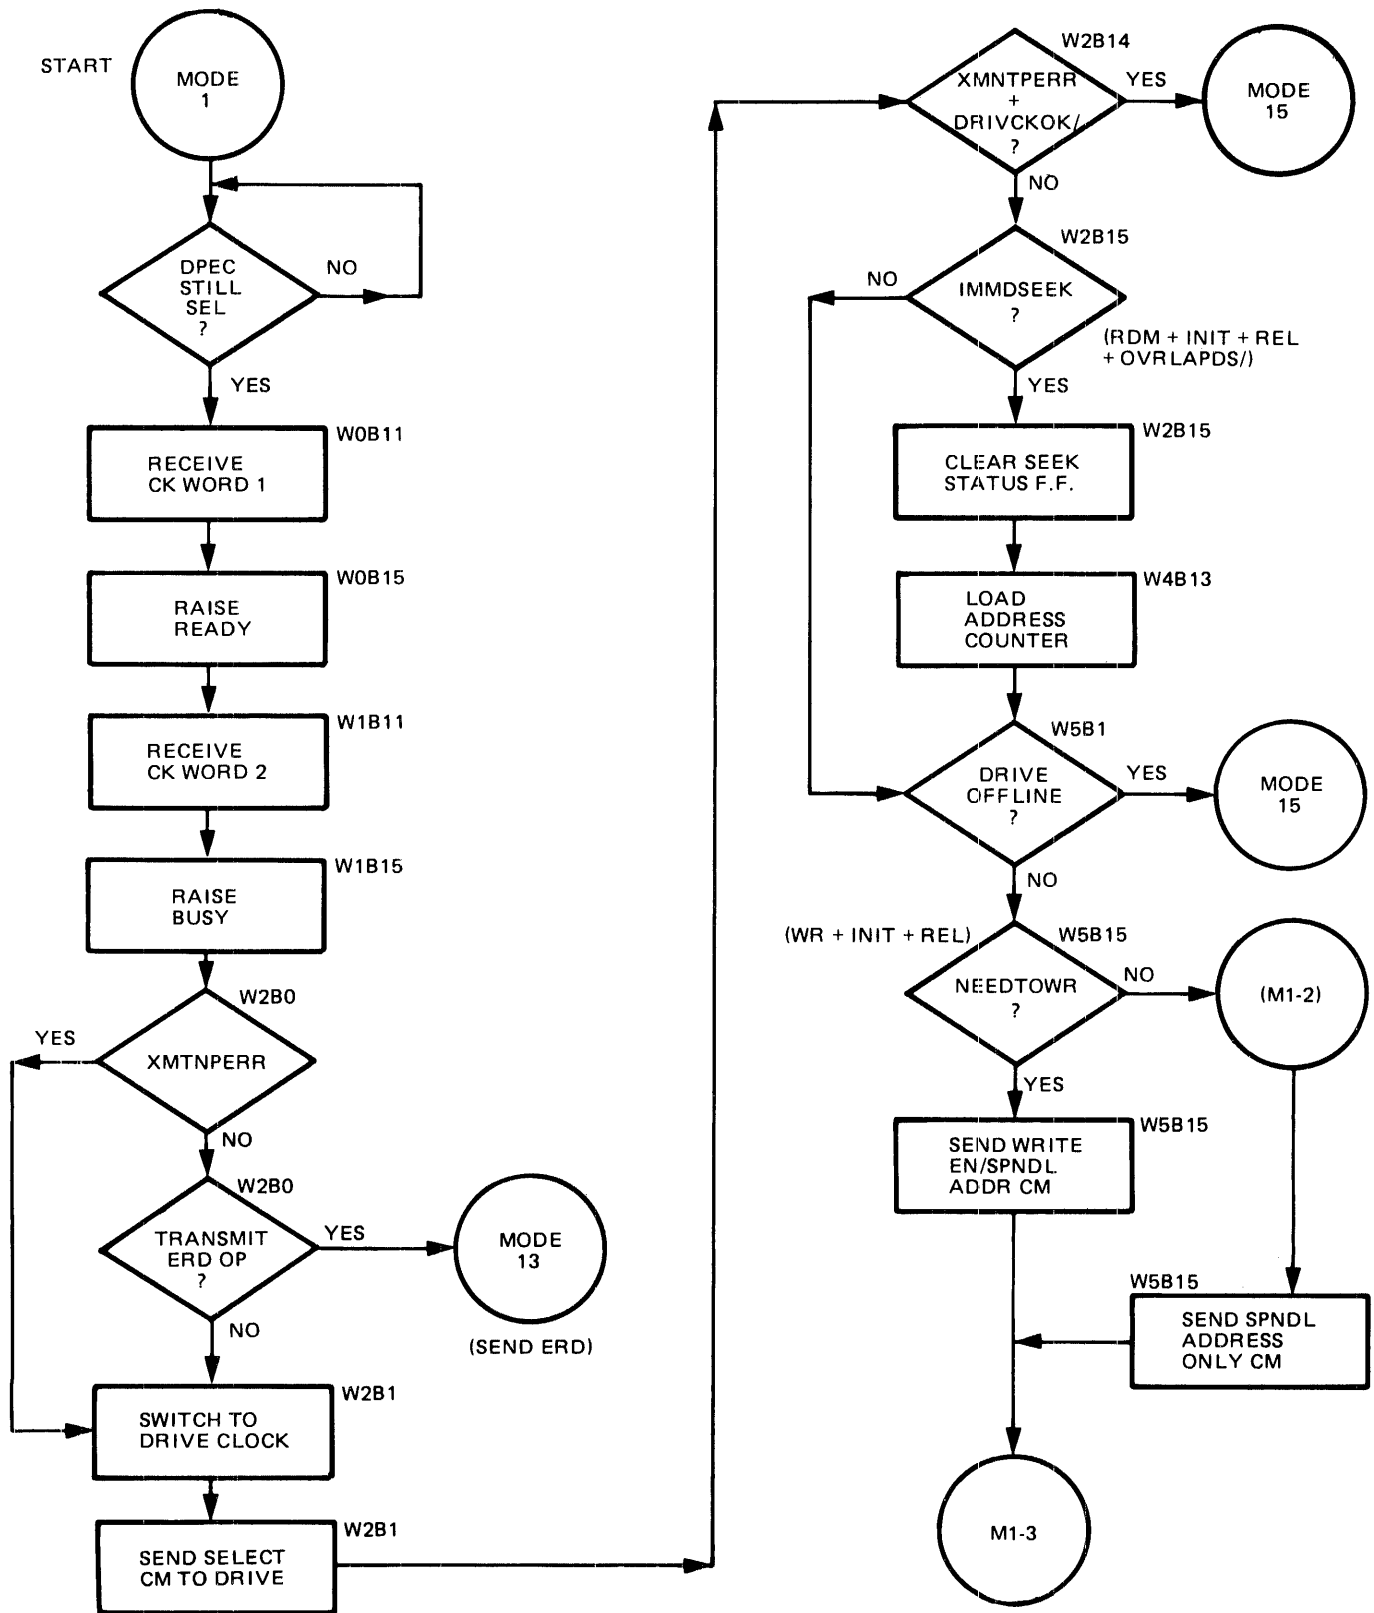 START
MODE
1
DPEC
STILL
SEL
?
NO
YES
W0B11
RECEIVE
CK WORD 1
W0B15
RAISE
READY
W1B11
RECEIVE
CK WORD 2
W1B15
RAISE
BUSY
W2B0
YES
XMTNPERR
NO
W2B0
TRANSMIT
ERD OP
?
YES
MODE
13
(SEND ERD)
NO
W2B1
SWITCH TO
DRIVE CLOCK
W2B1
SEND SELECT
CM TO DRIVE
W2B14
XMNTPERR
+
DRIVCKOK/
?
YES
MODE
15
NO
W2B15
NO
IMMDSEEK
?
(RDM + INIT + REL
+ OVRLAPDS/)
YES
W2B15
CLEAR SEEK
STATUS F.F.
W4B13
LOAD
ADDRESS
COUNTER
W5B1
DRIVE
OFFLINE
?
YES
MODE
15
NO
(WR + INIT + REL)
W5B15
NEEDTOWR
?
NO
(M1-2)
YES
W5B15
SEND WRITE
EN/SPNDL
ADDR CM
W5B15
SEND SPNDL
ADDRESS
ONLY CM
M1-3